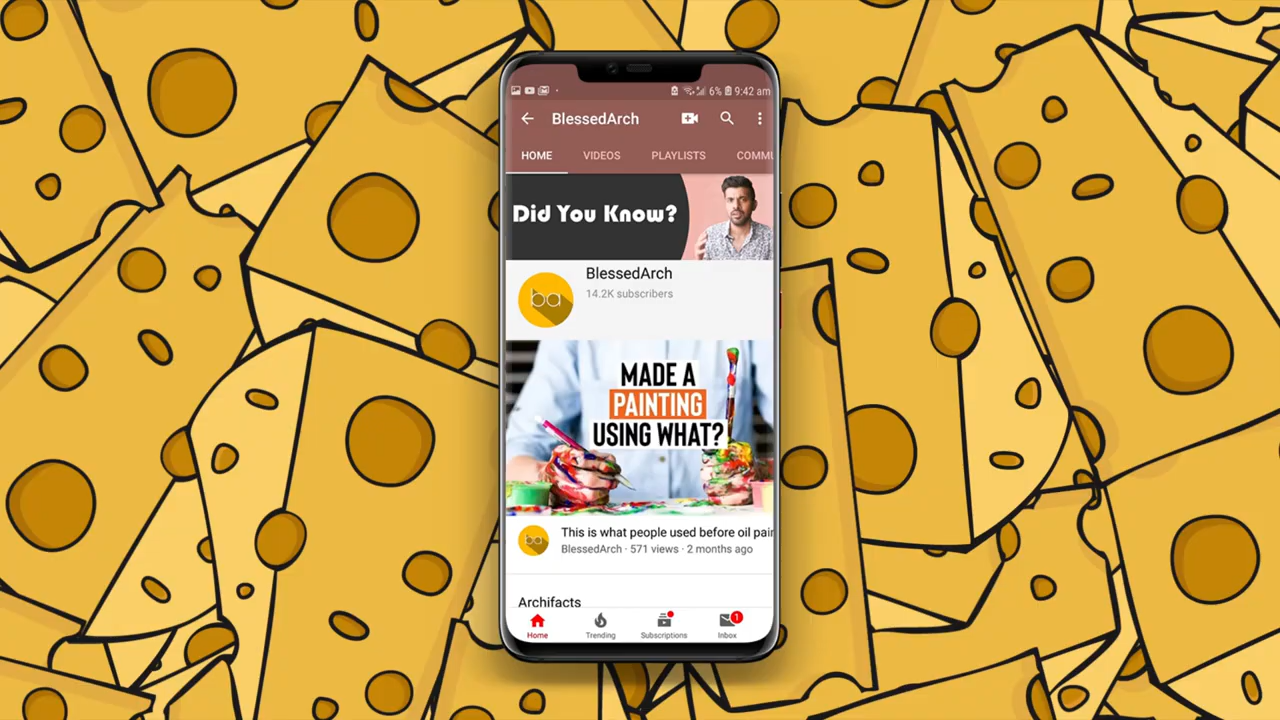 6% 9:42 am
BlessedArch
HOME VIDEOS PLAYLISTS COMMU
Did You Know?
BlessedArch
ba
14.2K subscribers
MADE A
PAINTING
USING WHAT?
This is what people used before oil pain
ba
BlessedArch · 571 views · 2 months ago
Archifacts
1
Home Trending Subscriptions Inbox